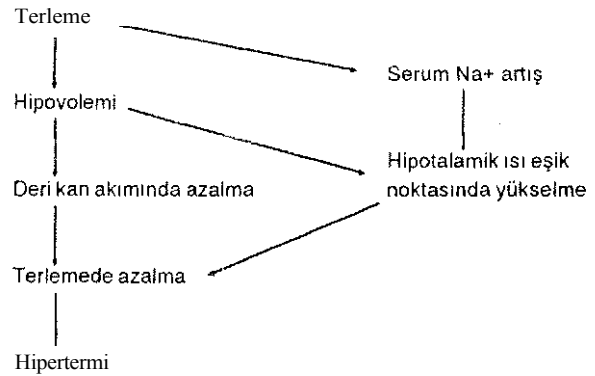 Terleme
Serum Na+ artış
Hipovolemi
Hipotalamik ısı eşik
noktasında yükselme
Deri kan akımında azalma
Terlemede azalma
Hipertermi